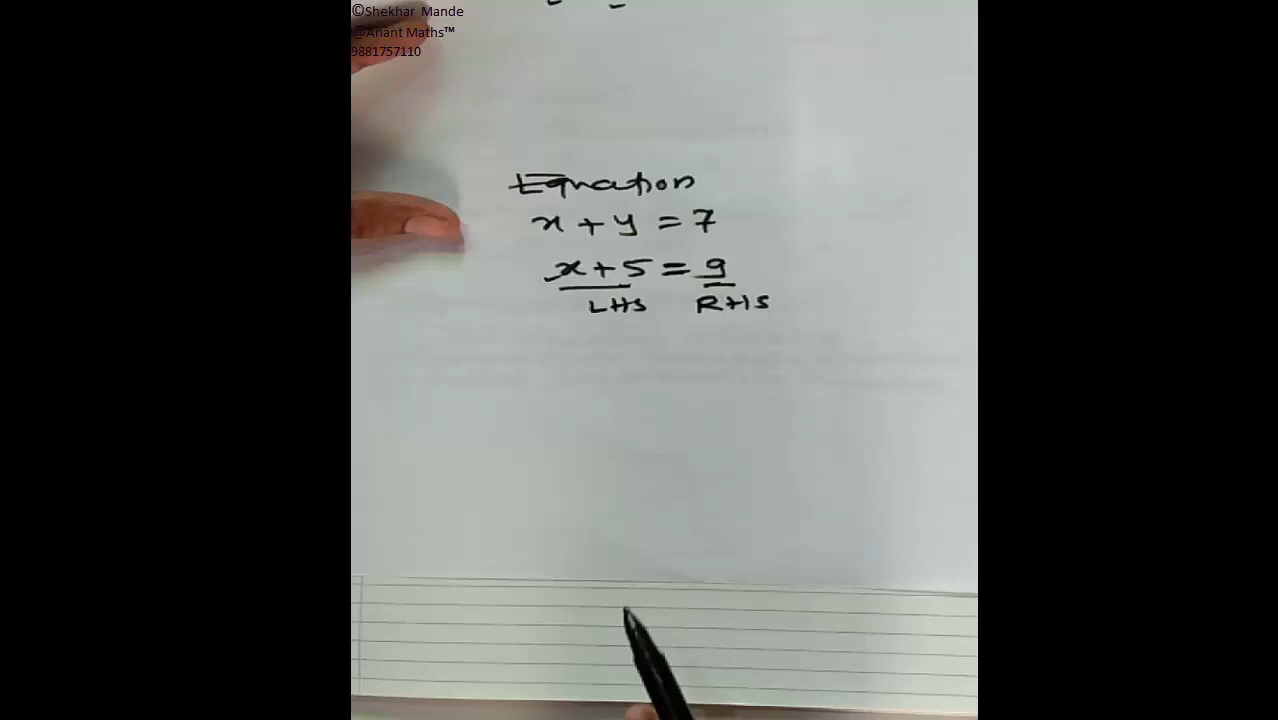 ©Shekhar Mande
@Anant Maths™
9881757110
Equation
x + y = 7
x + 5 = 9
LHS RHS